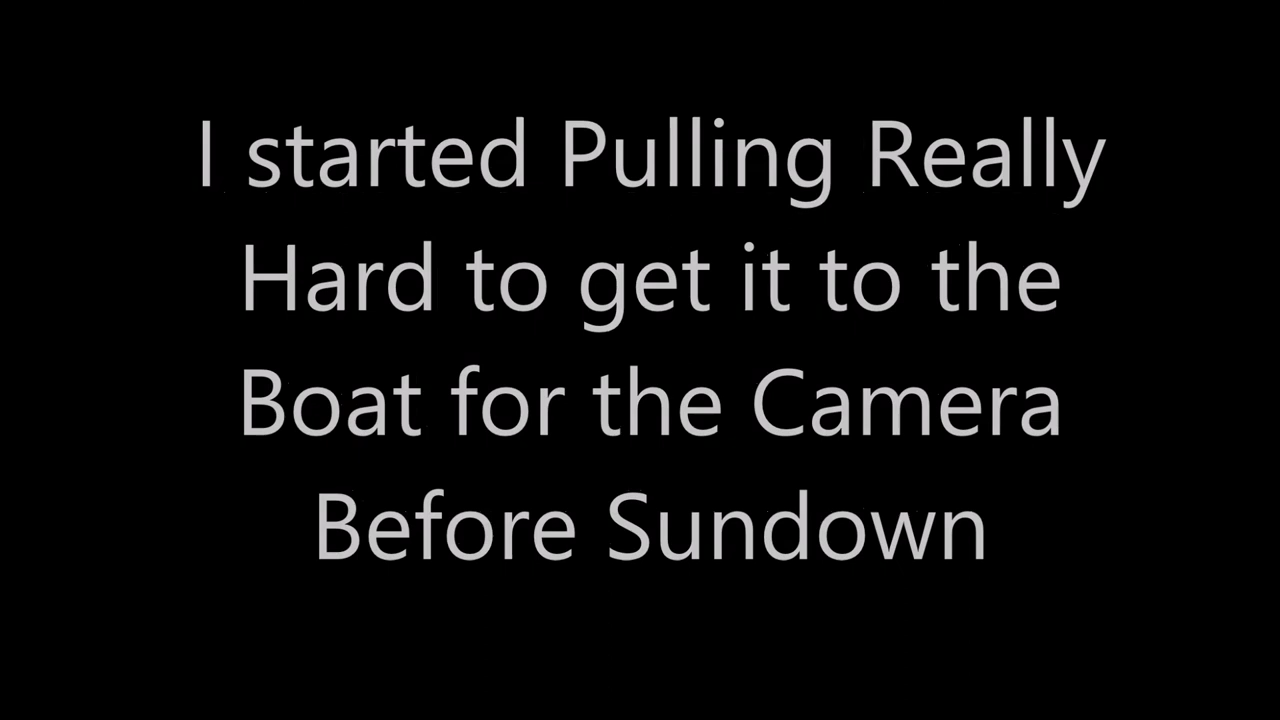 I started Pulling Really
Hard to get it to the
Boat for the Camera
Before Sundown